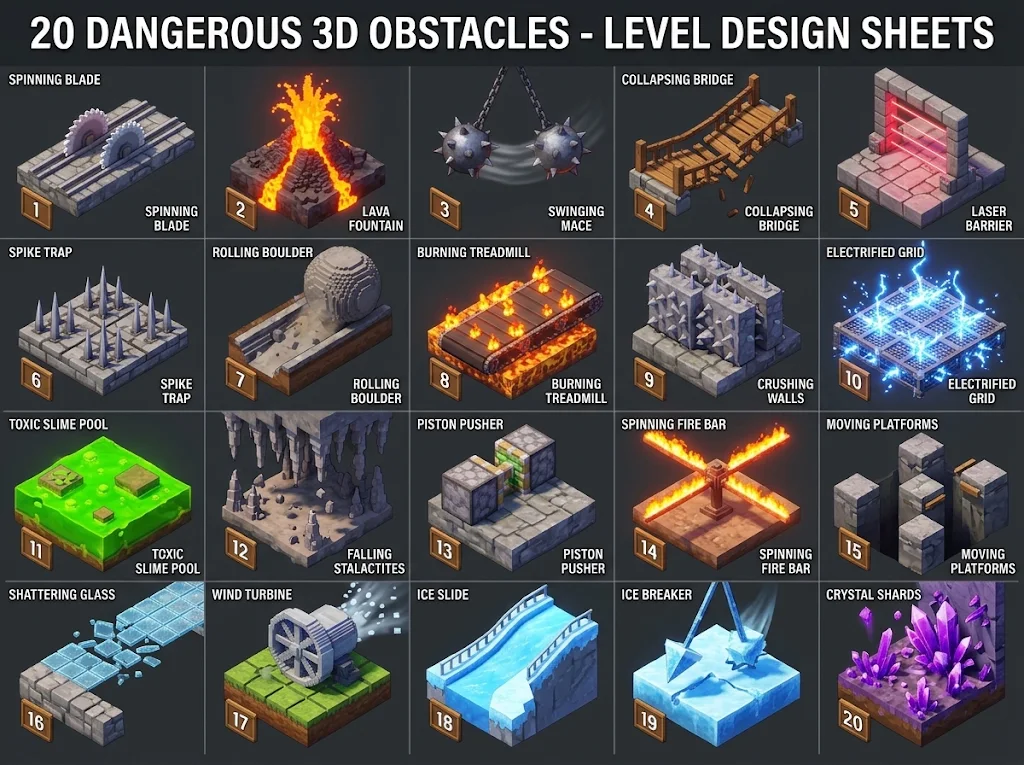 20 DANGEROUS 3D OBSTACLES - LEVEL DESIGN SHEETS
SPINNING BLADE
1
SPINNING
BLADE
2
LAVA
FOUNTAIN
3
SWINGING
MACE
COLLAPSING BRIDGE
4
COLLAPSING
BRIDGE
5
LASER
BARRIER
SPIKE TRAP
6
SPIKE
TRAP
ROLLING BOULDER
7
ROLLING
BOULDER
BURNING TREADMILL
8
BURNING
TREADMILL
9
CRUSHING
WALLS
ELECTRIFIED GRID
10
ELECTRIFIED
GRID
TOXIC SLIME POOL
11
TOXIC
SLIME POOL
12
FALLING
STALACTITES
PISTON PUSHER
13
PISTON
PUSHER
SPINNING FIRE BAR
14
SPINNING
FIRE BAR
MOVING PLATFORMS
15
MOVING
PLATFORMS
SHATTERING GLASS
16
WIND TURBINE
17
ICE SLIDE
18
ICE BREAKER
19
CRYSTAL SHARDS
20